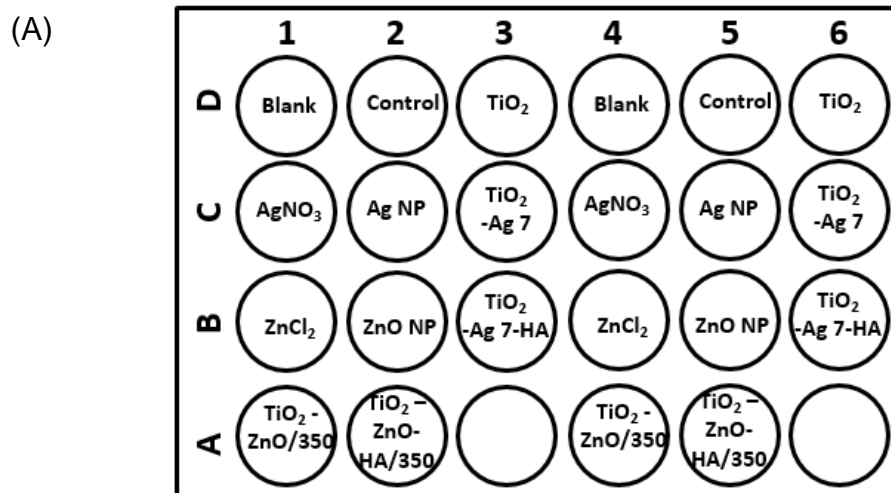 (A)
1 2 3 4 5 6
D Blank Control TiO₂ Blank Control TiO₂
C AgNO₃ Ag NP TiO₂ -Ag 7 AgNO₃ Ag NP TiO₂ -Ag 7
B ZnCl₂ ZnO NP TiO₂ -Ag 7-HA ZnCl₂ ZnO NP TiO₂ -Ag 7-HA
A TiO₂ - ZnO/350 TiO₂ – ZnO- HA/350 TiO₂ - ZnO/350 TiO₂ – ZnO- HA/350